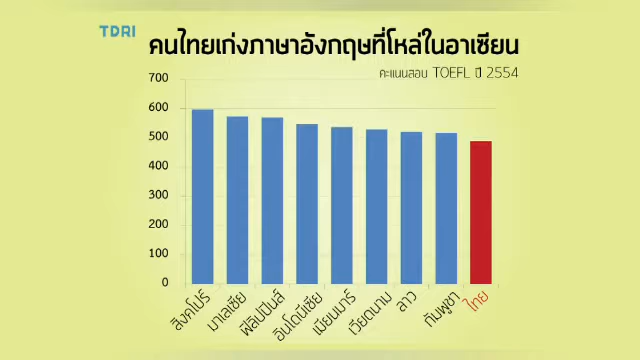 TDRI
คนไทยเก่งภาษาอังกฤษที่โหล่ในอาเซียน
คะแนนสอบ TOEFL ปี 2554
700
600
500
400
300
200
100
0
สิงคโปร์
มาเลเซีย
ฟิลิปปินส์
อินโดนีเซีย
เมียนมาร์
เวียดนาม
ลาว
กัมพูชา
ไทย